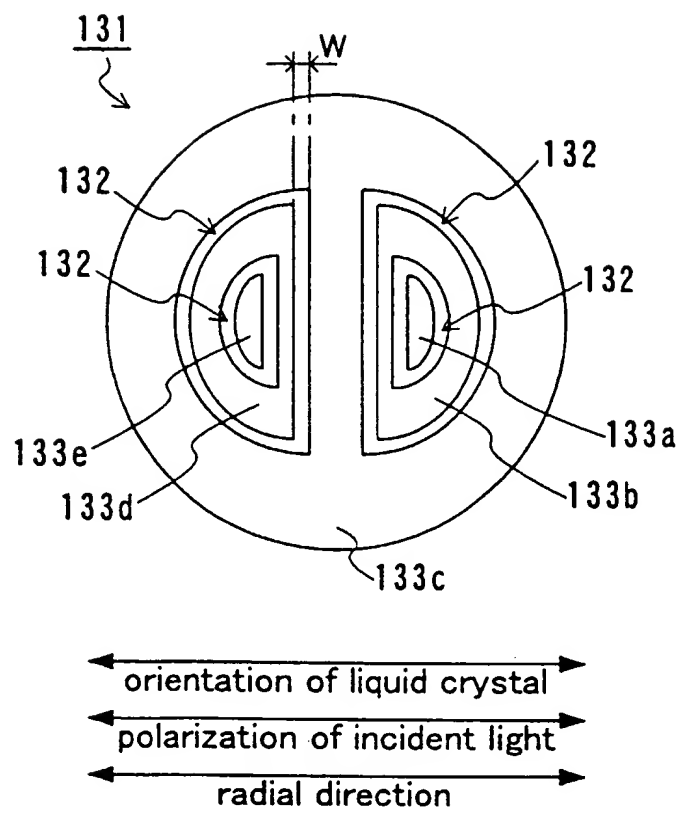 131
W
132
132
132
132
133e
133a
133d
133b
133c
orientation of liquid crystal
polarization of incident light
radial direction